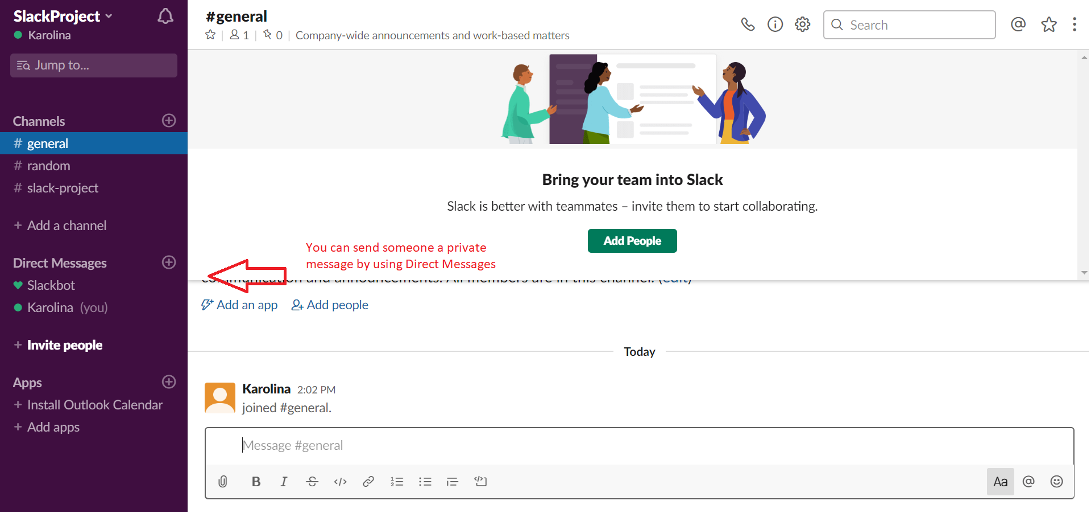 SlackProject
Karolina
Jump to...
Channels
# general
# random
# slack-project
+ Add a channel
Direct Messages
Slackbot
Karolina (you)
+ Invite people
Apps
+ Install Outlook Calendar
+ Add apps
#general
1 | 0 | Company-wide announcements and work-based matters
Search
Bring your team into Slack
Slack is better with teammates – invite them to start collaborating.
Add People
You can send someone a private
message by using Direct Messages
communication and announcements. All members are in this channel. (edit)
Add an app Add people
Today
Karolina 2:02 PM
joined #general.
Message #general
B I S </> Aa @